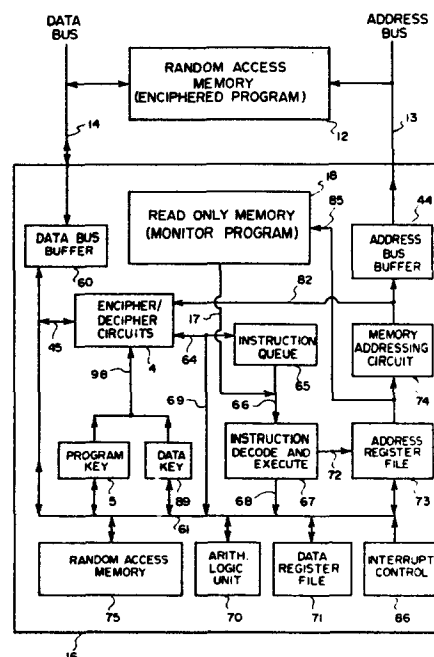 DATA
BUS
ADDRESS
BUS
RANDOM ACCESS
MEMORY
(ENCIPHERED PROGRAM)
14
12
13
18
85
44
READ ONLY MEMORY
(MONITOR PROGRAM)
DATA BUS
BUFFER
60
ADDRESS
BUS
BUFFER
82
17
ENCIPHER/
DECIPHER
CIRCUITS
45
4
64
INSTRUCTION
QUEUE
65
MEMORY
ADDRESSING
CIRCUIT
74
98
69
66
PROGRAM
KEY
5
DATA
KEY
89
INSTRUCTION
DECODE AND
EXECUTE
67
72
ADDRESS
REGISTER
FILE
73
68
61
RANDOM ACCESS
MEMORY
75
ARITH.
LOGIC
UNIT
70
DATA
REGISTER
FILE
71
INTERRUPT
CONTROL
86
16